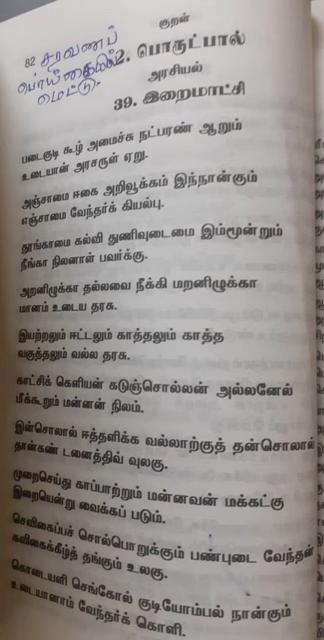 குறள்
82 சரவணப்
பொய்கையில்
மெட்டு.
2. பொருட்பால்
அரசியல்
39. இறைமாட்சி
படைகுடி கூழ் அமைச்சு நட்பரண் ஆறும்
உடையான் அரசருள் ஏறு.
அஞ்சாமை ஈகை அறிவூக்கம் இந்நான்கும்
எஞ்சாமை வேந்தர்க் கியல்பு.
தூங்காமை கல்வி துணிவுடைமை இம்மூன்றும்
நீங்கா நிலனாள் பவர்க்கு.
அறனிழுக்கா தல்லவை நீக்கி மறனிழுக்கா
மானம் உடைய தரசு.
இயற்றலும் ஈட்டலும் காத்தலும் காத்த
வகுத்தலும் வல்ல தரசு.
காட்சிக் கெளியன் கடுஞ்சொல்லன் அல்லனேல்
மீக்கூறும் மன்னன் நிலம்.
இன்சொலால் ஈத்தளிக்க வல்லாற்குத் தன்சொலால்
தான்கண் டனைத்திவ் வுலகு.
முறைசெய்து காப்பாற்றும் மன்னவன் மக்கட்கு
இறையென்று வைக்கப் படும்.
செவிகைப்பச் சொல்பொறுக்கும் பண்புடை வேந்தன்
கவிகைக்கீழ்த் தங்கும் உலகு.
கொடையளி செங்கோல் குடியோம்பல் நான்கும்
உடையானாம் வேந்தர்க் கொளி.